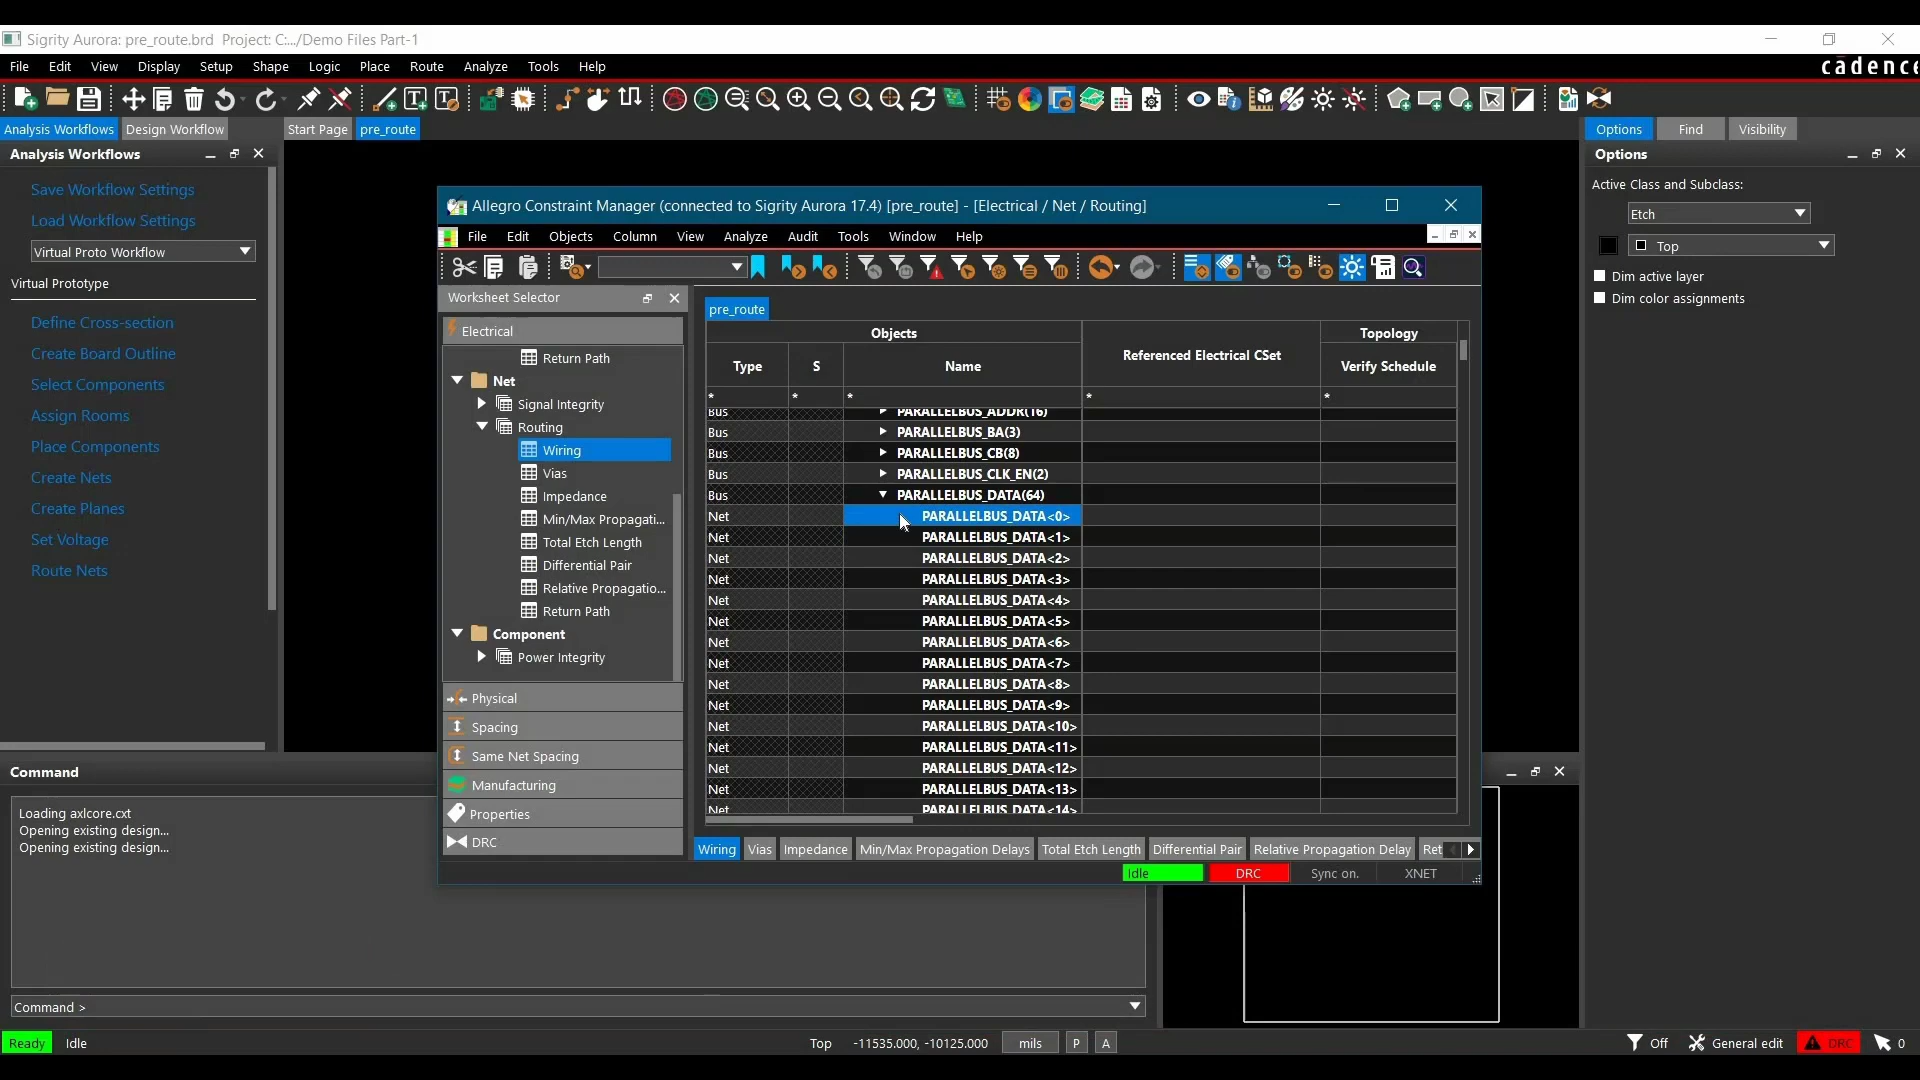 Sigrity Aurora: pre_route.brd Project: C:.../Demo Files Part-1
File Edit View Display Setup Shape Logic Place Route Analyze Tools Help
cādence
Analysis Workflows Design Workflow Start Page pre_route
Options Find Visibility
Analysis Workflows
Save Workflow Settings
Load Workflow Settings
Virtual Proto Workflow
Virtual Prototype
Define Cross-section
Create Board Outline
Select Components
Assign Rooms
Place Components
Create Nets
Create Planes
Set Voltage
Route Nets
Allegro Constraint Manager (connected to Sigrity Aurora 17.4) [pre_route] - [Electrical / Net / Routing]
File Edit Objects Column View Analyze Audit Tools Window Help
Worksheet Selector
Electrical
Return Path
Net
Signal Integrity
Routing
Wiring
Vias
Impedance
Min/Max Propagati...
Total Etch Length
Differential Pair
Relative Propagatio...
Return Path
Component
Power Integrity
Physical
Spacing
Same Net Spacing
Manufacturing
Properties
DRC
pre_route
Objects Referenced Electrical CSet Topology
Type S Name Verify Schedule
* * * * *
Bus PARALLELBUS_ADDR(16)
Bus PARALLELBUS_BA(3)
Bus PARALLELBUS_CB(8)
Bus PARALLELBUS_CLK_EN(2)
Bus PARALLELBUS_DATA(64)
Net PARALLELBUS_DATA<0>
Net PARALLELBUS_DATA<1>
Net PARALLELBUS_DATA<2>
Net PARALLELBUS_DATA<3>
Net PARALLELBUS_DATA<4>
Net PARALLELBUS_DATA<5>
Net PARALLELBUS_DATA<6>
Net PARALLELBUS_DATA<7>
Net PARALLELBUS_DATA<8>
Net PARALLELBUS_DATA<9>
Net PARALLELBUS_DATA<10>
Net PARALLELBUS_DATA<11>
Net PARALLELBUS_DATA<12>
Net PARALLELBUS_DATA<13>
Net PARALLELBUS_DATA<14>
Wiring Vias Impedance Min/Max Propagation Delays Total Etch Length Differential Pair Relative Propagation Delay Ret
Idle DRC Sync on. XNET
Options
Active Class and Subclass:
Etch
Top
Dim active layer
Dim color assignments
Command
Loading axlcore.cxt
Opening existing design...
Opening existing design...
Command >
Ready Idle Top -11535.000, -10125.000 mils P A Off General edit DRC 0